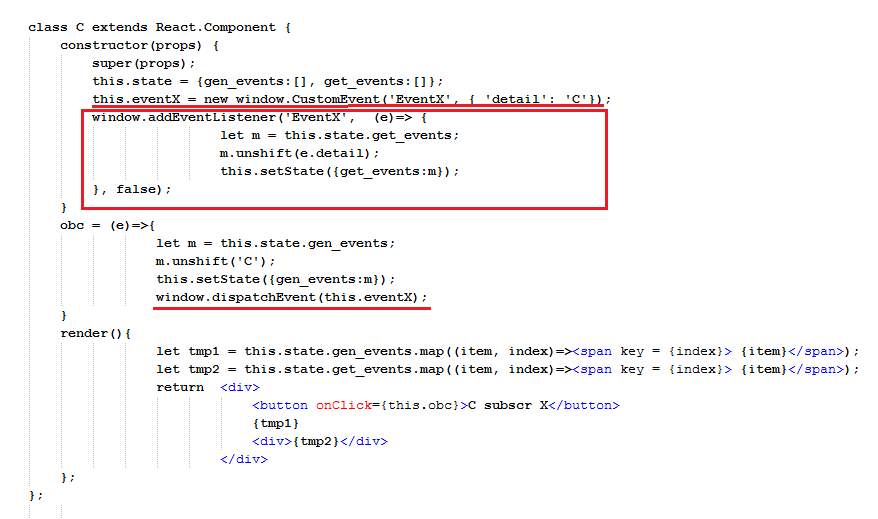 class C extends React.Component {
constructor(props) {
super(props);
this.state = {gen_events:[], get_events:[]};
this.eventX = new window.CustomEvent('EventX', { 'detail': 'C'});
window.addEventListener('EventX',  (e)=> {
let m = this.state.get_events;
m.unshift(e.detail);
this.setState({get_events:m});
}, false);
}
obc = (e)=>{
let m = this.state.gen_events;
m.unshift('C');
this.setState({gen_events:m});
window.dispatchEvent(this.eventX);
}
render(){
let tmp1 = this.state.gen_events.map((item, index)=><span key = {index}> {item}</span>);
let tmp2 = this.state.get_events.map((item, index)=><span key = {index}> {item}</span>);
return  <div>
<button onClick={this.obc}>C subscr X</button>
{tmp1}
<div>{tmp2}</div>
</div>
};
};